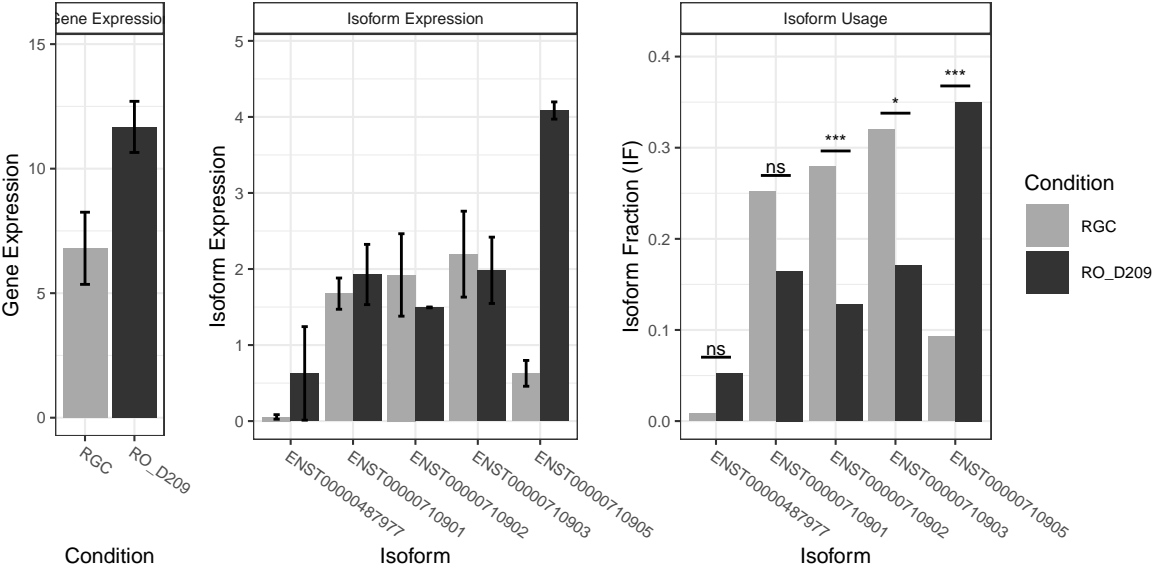 Gene Expression
Isoform Expression
Isoform Usage
Gene Expression
15
10
5
0
RGC
RO_D209
Condition
Isoform Expression
5
4
3
2
1
0
ENST00000487977
ENST00000710901
ENST00000710902
ENST00000710903
ENST00000710905
Isoform
Isoform Fraction (IF)
0.4
0.3
0.2
0.1
0.0
ns
ns
***
*
***
ENST00000487977
ENST00000710901
ENST00000710902
ENST00000710903
ENST00000710905
Isoform
Condition
RGC
RO_D209